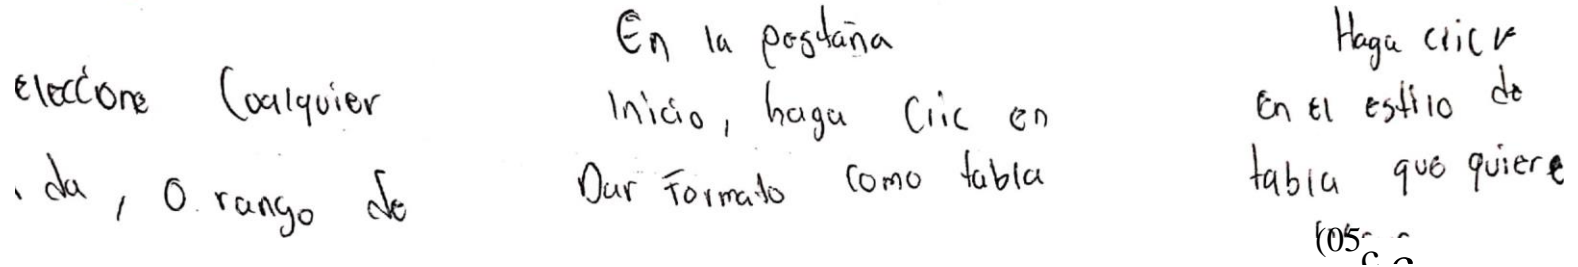 eleccione Coalquier
da, o rango de
En la pestaña
Inicio, haga Clic en
Dar Formato como tabla
Haga clic
en el estilo de
tabla que quiere